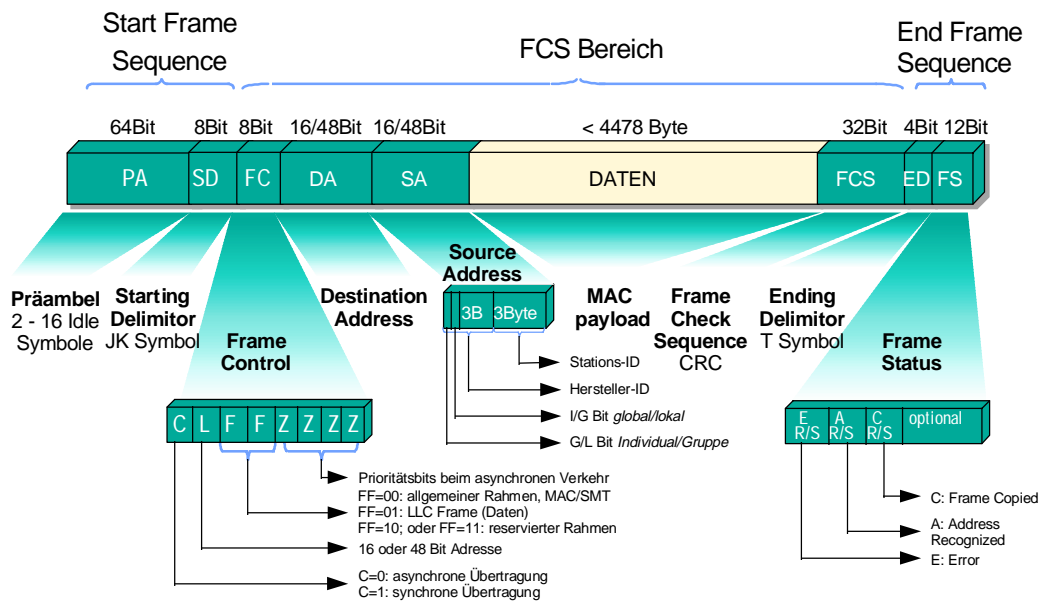 Start Frame
Sequence
FCS Bereich
End Frame
Sequence
64Bit
8Bit
8Bit
16/48Bit
16/48Bit
< 4478 Byte
32Bit
4Bit
12Bit
PA
SD
FC
DA
SA
DATEN
FCS
ED
FS
Präambel
2 - 16 Idle
Symbole
Starting
Delimitor
JK Symbol
Frame
Control
Destination
Address
Source
Address
3B
3Byte
MAC
payload
Frame
Check
Sequence
CRC
Ending
Delimitor
T Symbol
Frame
Status
Stations-ID
Hersteller-ID
I/G Bit global/lokal
G/L Bit Individual/Gruppe
C L F F Z Z Z Z
Prioritätsbits beim asynchronen Verkehr
FF=00: allgemeiner Rahmen, MAC/SMT
FF=01: LLC Frame (Daten)
FF=10; oder FF=11: reservierter Rahmen
16 oder 48 Bit Adresse
C=0: asynchrone Übertragung
C=1: synchrone Übertragung
E
R/S
A
R/S
C
R/S
optional
C: Frame Copied
A: Address
Recognized
E: Error